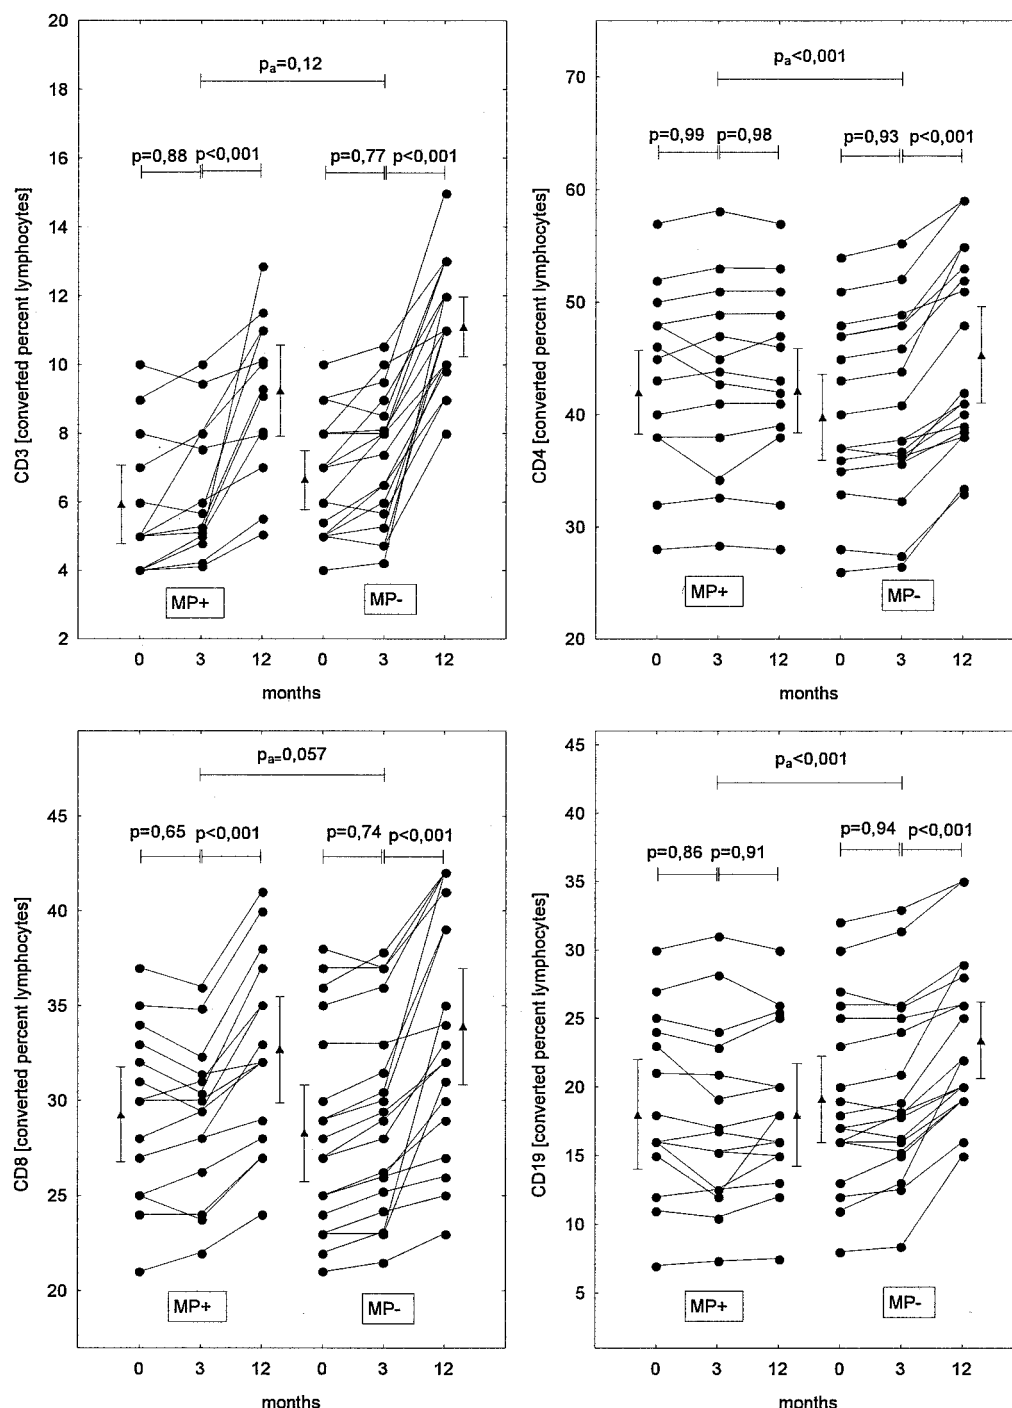 20
18
16
14
12
10
8
6
4
2
CD3 [converted percent lymphocytes]
pa=0,12
p=0,88 p<0,001 p=0,77 p<0,001
MP+ MP-
0 3 12 0 3 12
months
70
60
50
40
30
20
CD4 [converted percent lymphocytes]
pa<0,001
p=0,99 p=0,98 p=0,93 p<0,001
MP+ MP-
0 3 12 0 3 12
months
45
40
35
30
25
20
CD8 [converted percent lymphocytes]
pa=0,057
p=0,65 p<0,001 p=0,74 p<0,001
MP+ MP-
0 3 12 0 3 12
months
45
40
35
30
25
20
15
10
5
CD19 [converted percent lymphocytes]
pa<0,001
p=0,86 p=0,91 p=0,94 p<0,001
MP+ MP-
0 3 12 0 3 12
months